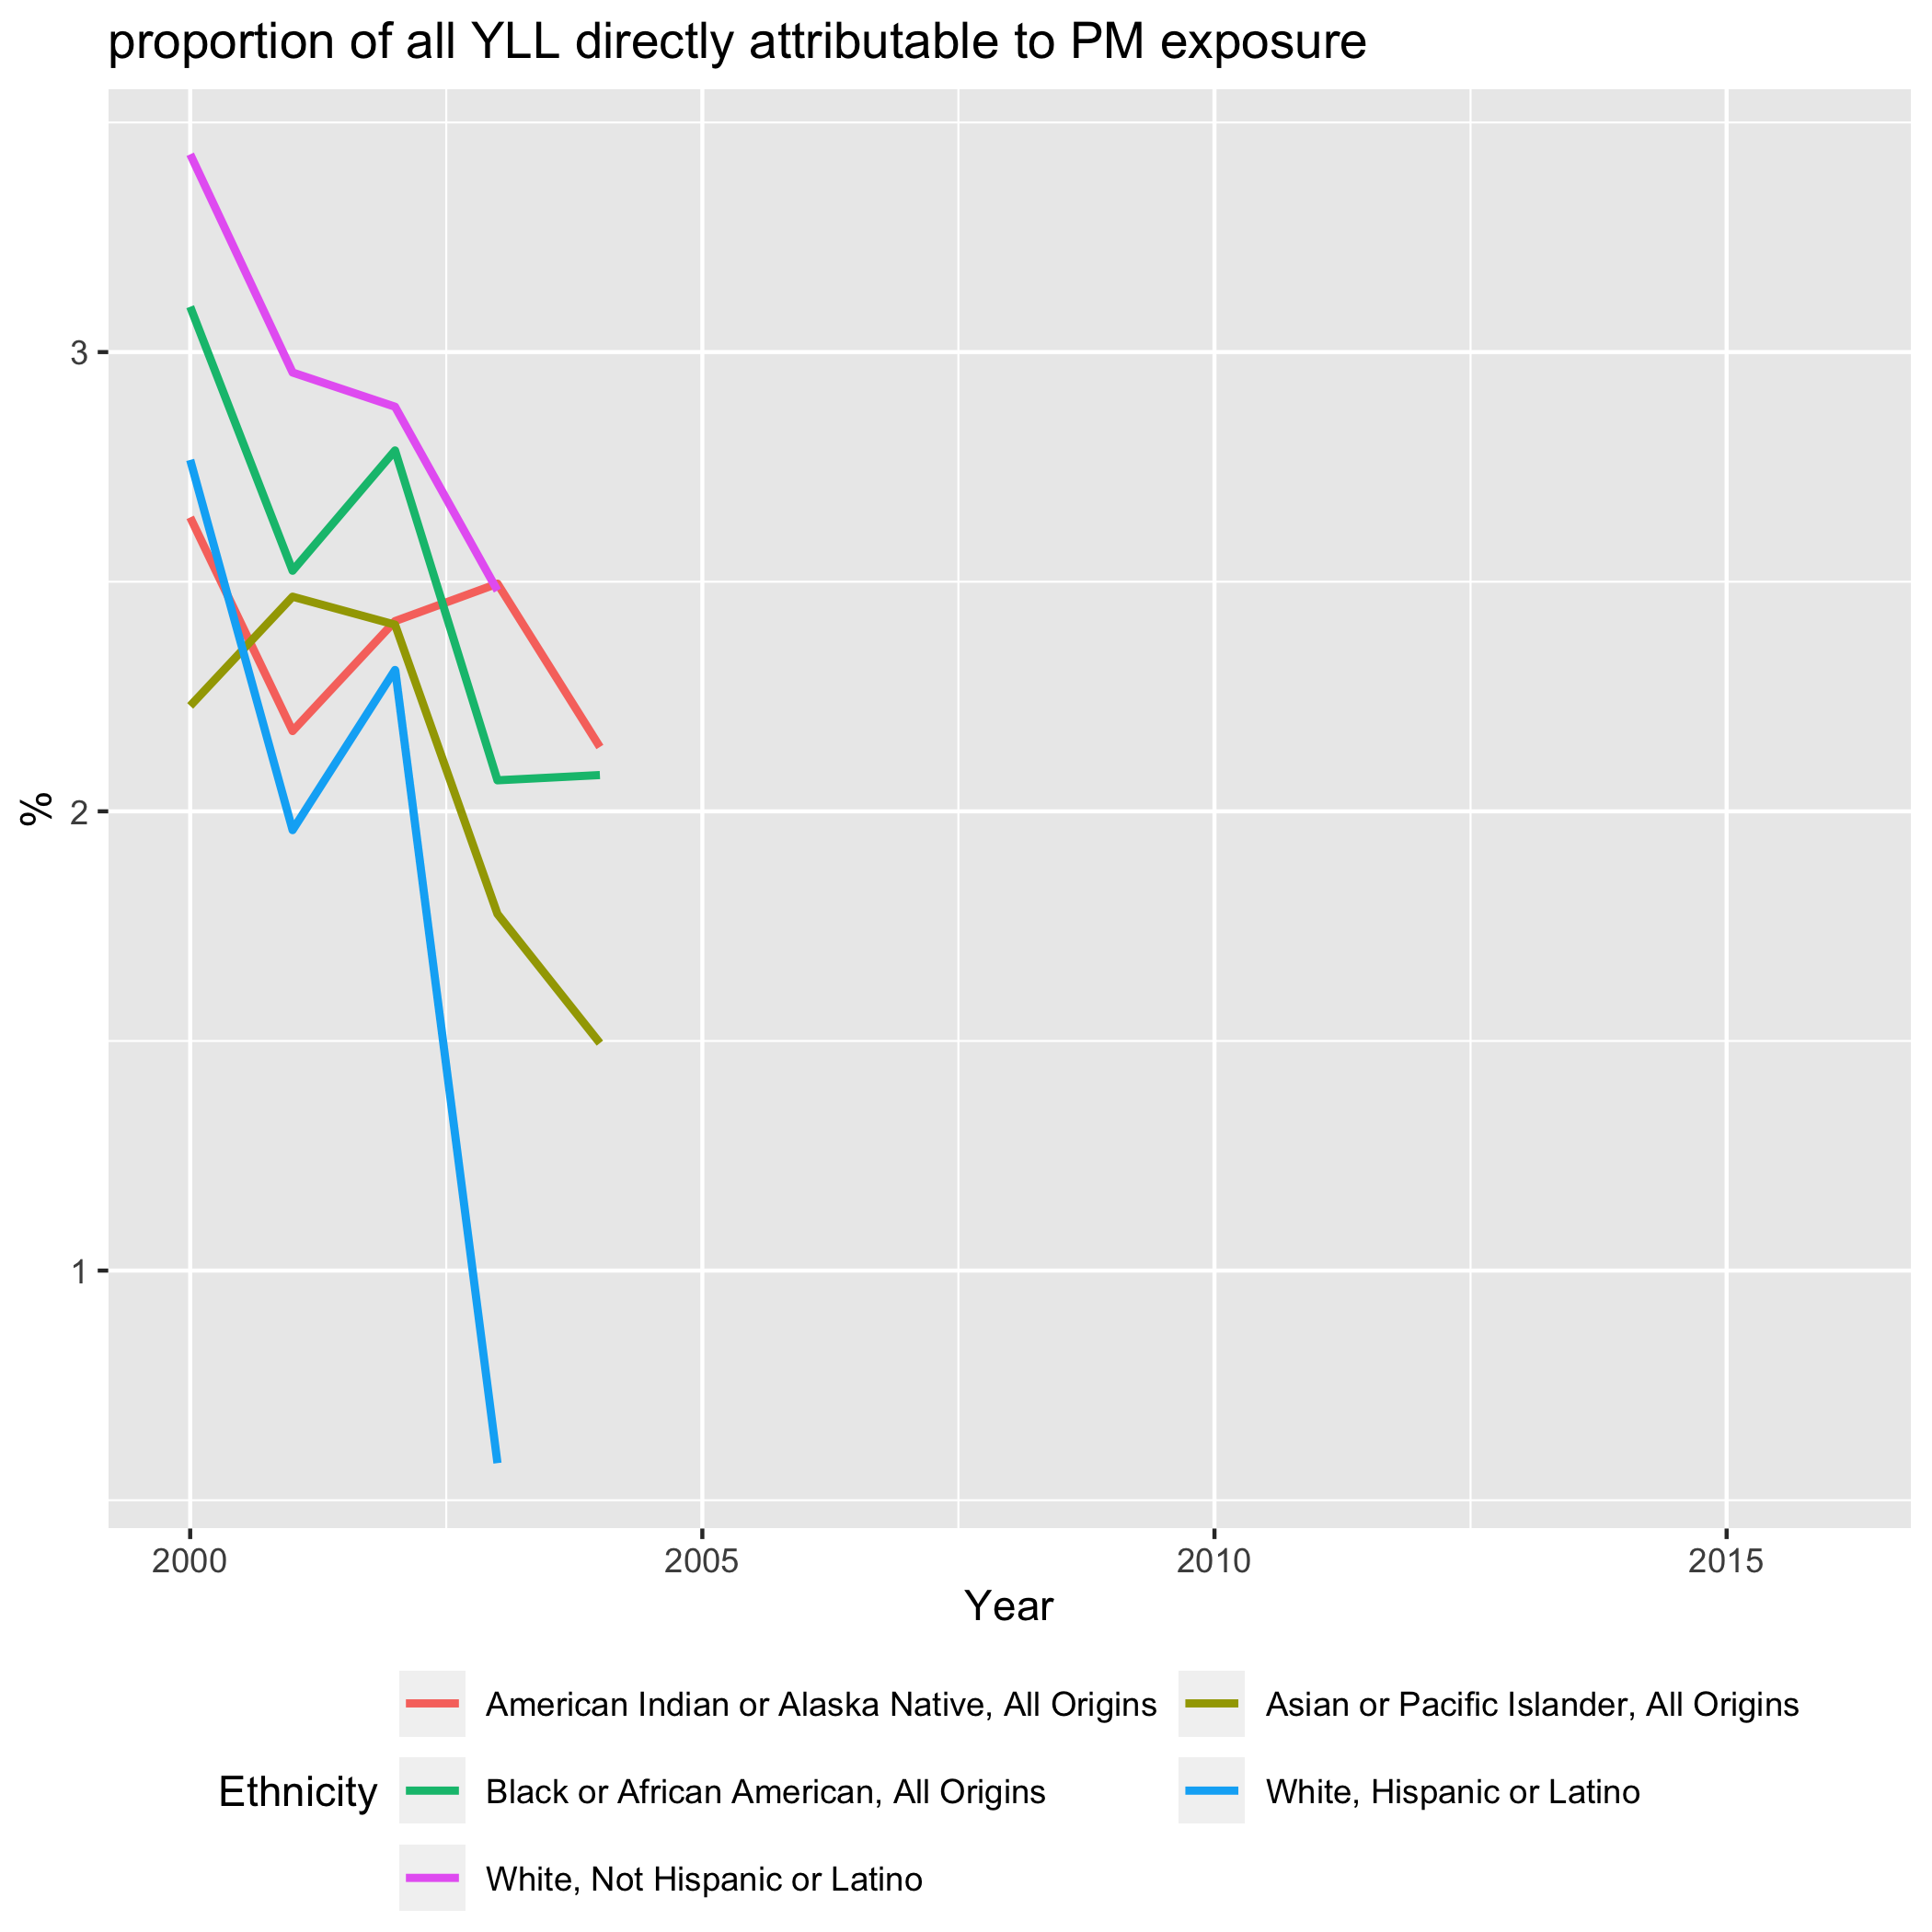 proportion of all YLL directly attributable to PM exposure
3
2
1
%
2000 2005 2010 2015
Year
Ethnicity
American Indian or Alaska Native, All Origins
Asian or Pacific Islander, All Origins
Black or African American, All Origins
White, Hispanic or Latino
White, Not Hispanic or Latino